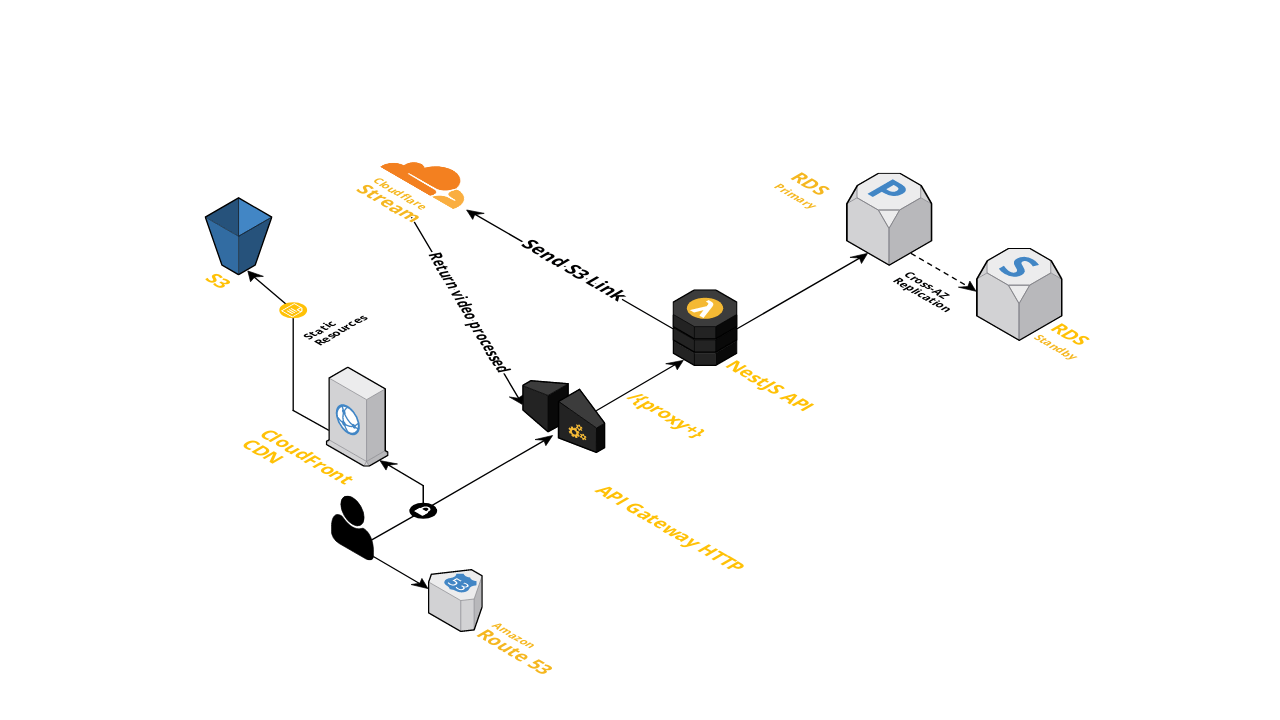 Cloudflare
Stream
RDS
Primary
P
S3
Send S3 Link
Return video processed
Cross-AZ
Replication
S
RDS
Standby
Static
Resources
λ
NestJS API
/{proxy+}
CloudFront
CDN
API Gateway HTTP
53
Amazon
Route 53